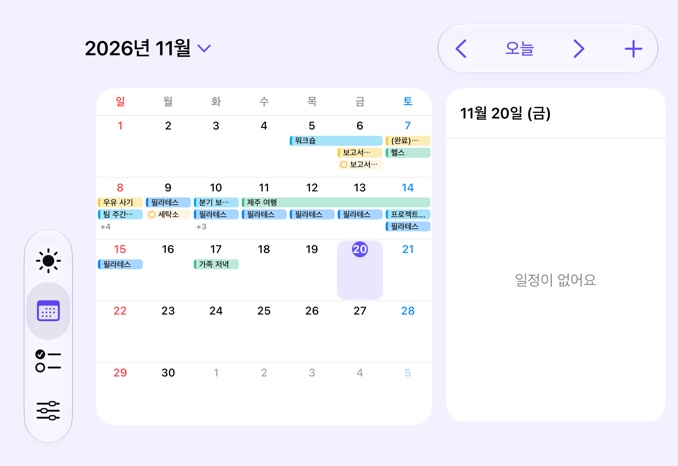 2026년 11월
오늘
일 월 화 수 목 금 토
1 2 3 4 5 6 7
워크숍 (완료)…
보고서… 헬스
보고서…
8 9 10 11 12 13 14
우유 사기 필라테스 분기 보… 제주 여행
팀 주간… 세탁소 필라테스 필라테스 필라테스 필라테스 프로젝트…
+4 +3 필라테스
15 16 17 18 19 20 21
필라테스 가족 저녁
22 23 24 25 26 27 28
29 30 1 2 3 4 5
11월 20일 (금)
일정이 없어요